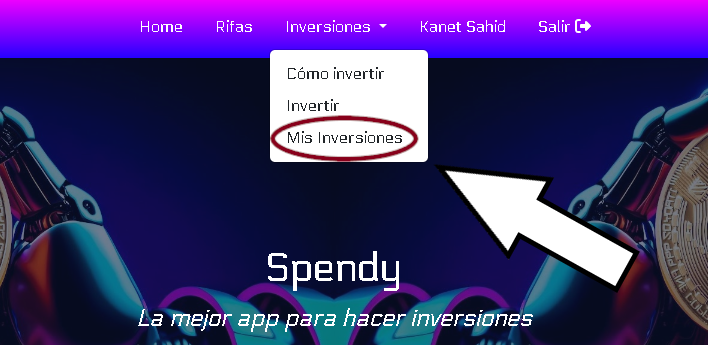 Home Rifas Inversiones Kanet Sahid Salir
Cómo invertir
Invertir
Mis Inversiones
Spendy
La mejor app para hacer inversiones